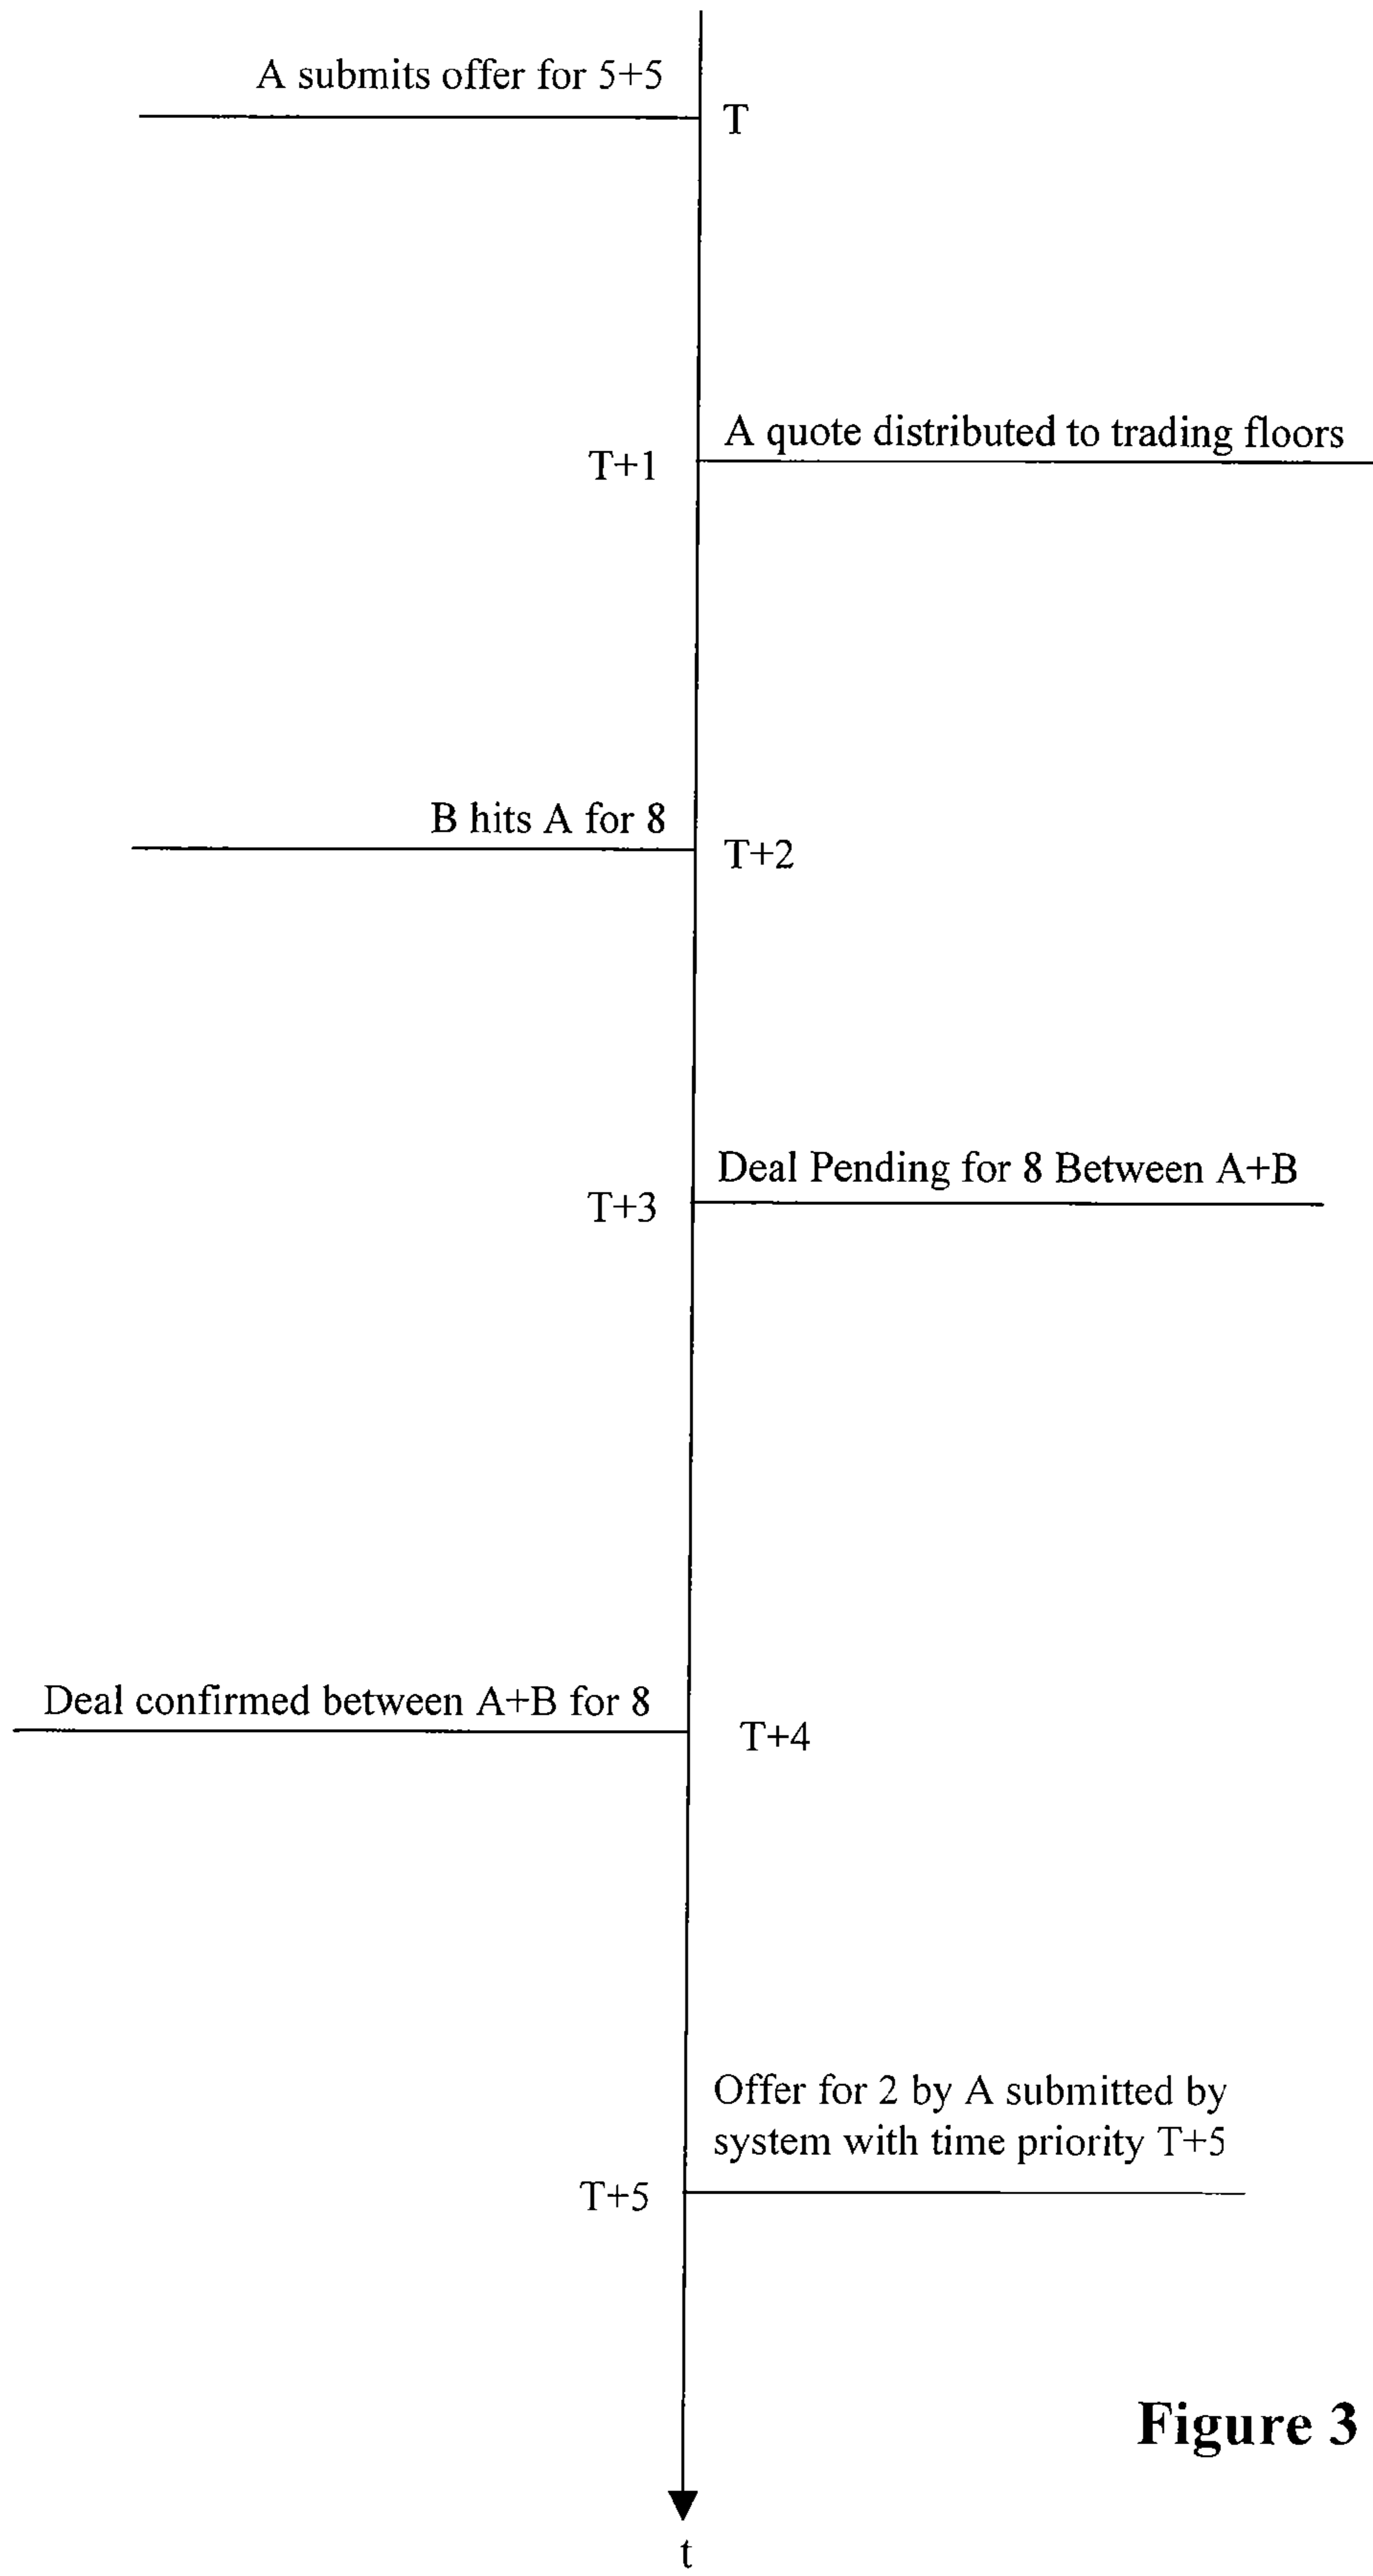 A submits offer for 5+5
T
A quote distributed to trading floors
T+1
B hits A for 8
T+2
Deal Pending for 8 Between A+B
T+3
Deal confirmed between A+B for 8
T+4
Offer for 2 by A submitted by
system with time priority T+5
T+5
Figure 3
t